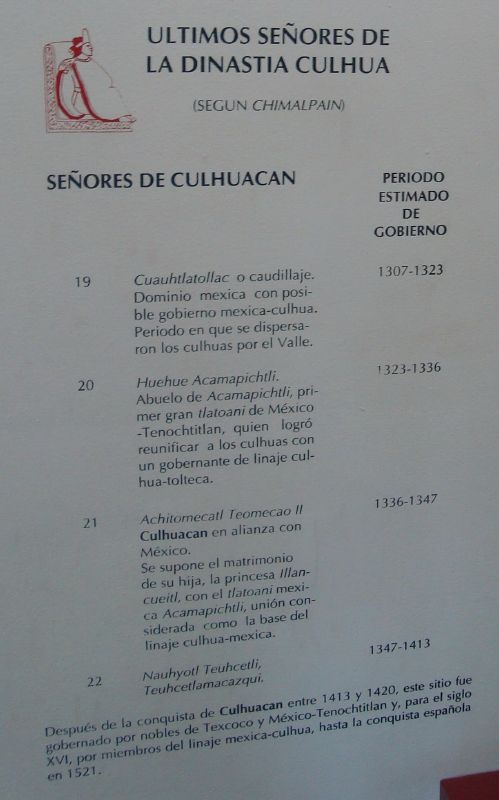 ULTIMOS SEÑORES DE
LA DINASTIA CULHUA
(SEGUN CHIMALPAIN)
SEÑORES DE CULHUACAN
PERIODO
ESTIMADO
DE
GOBIERNO
19 Cuauhtlatollac o caudillaje. 1307-1323
Dominio mexica con posi-
ble gobierno mexica-culhua.
Periodo en que se dispersa-
ron los culhuas por el Valle.
20 Huehue Acamapichtli. 1323-1336
Abuelo de Acamapichtli, pri-
mer gran tlatoani de México
-Tenochtitlan, quien logró
reunificar a los culhuas con
un gobernante de linaje cul-
hua-tolteca.
21 Achitomecatl Teomecao II 1336-1347
Culhuacan en alianza con
México.
Se supone el matrimonio
de su hija, la princesa Illan-
cueitl, con el tlatoani mexi-
ca Acamapichtli, unión con-
siderada como la base del
linaje culhua-mexica.
22 Nauhyotl Teuhcetli, 1347-1413
Teuhcetlamacazqui.
Después de la conquista de Culhuacan entre 1413 y 1420, este sitio fue
gobernado por nobles de Texcoco y México-Tenochtitlan y, para el siglo
XVI, por miembros del linaje mexica-culhua, hasta la conquista española
en 1521.